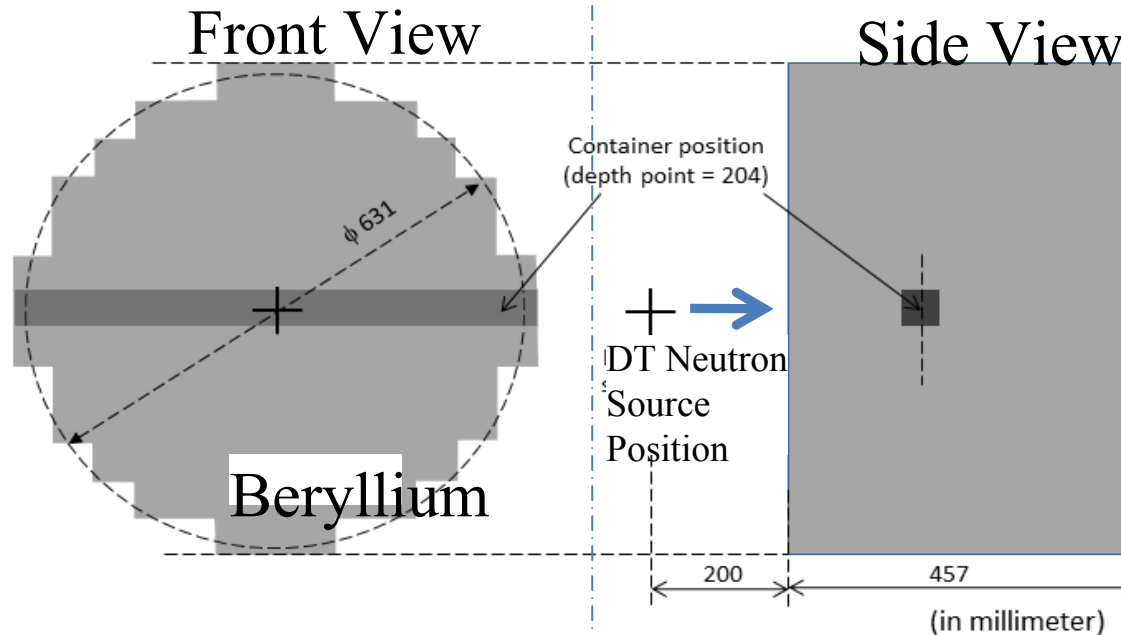 Front View
Side View
Container position
(depth point = 204)
ϕ 631
DT Neutron
Source
Position
Beryllium
200
457
(in millimeter)